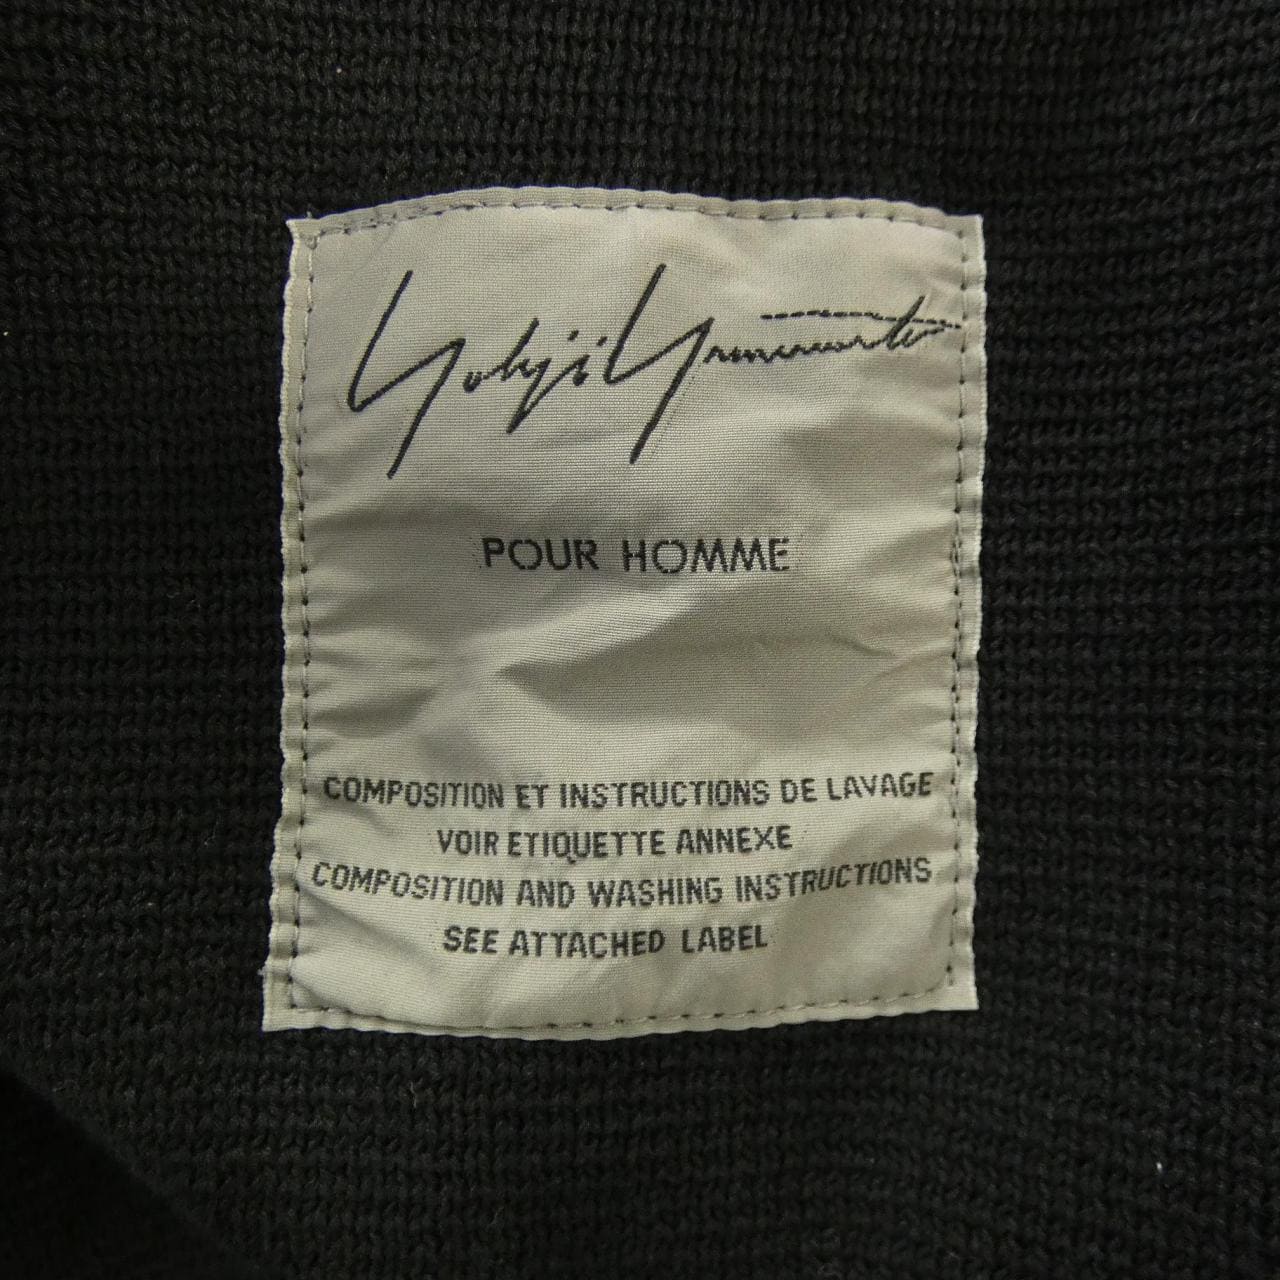 Yohji Yamamoto
POUR HOMME
COMPOSITION ET INSTRUCTIONS DE LAVAGE
VOIR ETIQUETTE ANNEXE
COMPOSITION AND WASHING INSTRUCTIONS
SEE ATTACHED LABEL